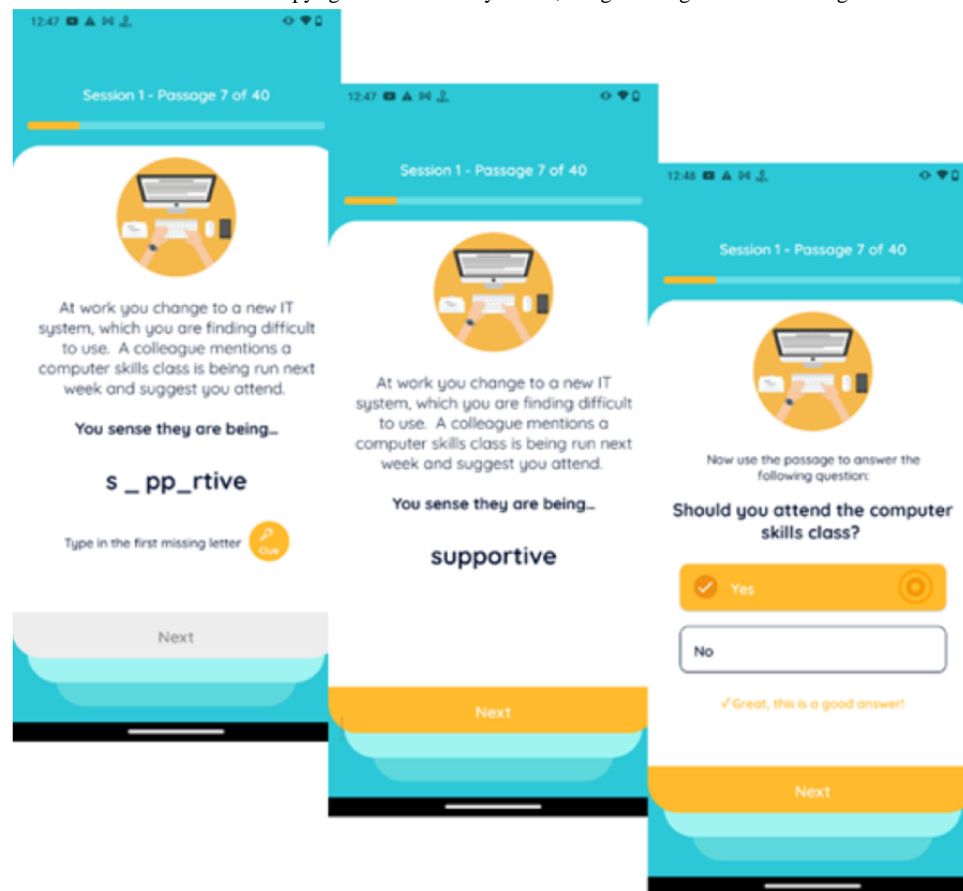 12:47
Session 1 - Passage 7 of 40
At work you change to a new IT
system, which you are finding difficult
to use. A colleague mentions a
computer skills class is being run next
week and suggest you attend.
You sense they are being...
s _ pp_rtive
Type in the first missing letter
Clue
Next
12:47
Session 1 - Passage 7 of 40
At work you change to a new IT
system, which you are finding difficult
to use. A colleague mentions a
computer skills class is being run next
week and suggest you attend.
You sense they are being...
supportive
Next
12:48
Session 1 - Passage 7 of 40
Now use the passage to answer the
following question:
Should you attend the computer
skills class?
Yes
No
✓ Great, this is a good answer!
Next